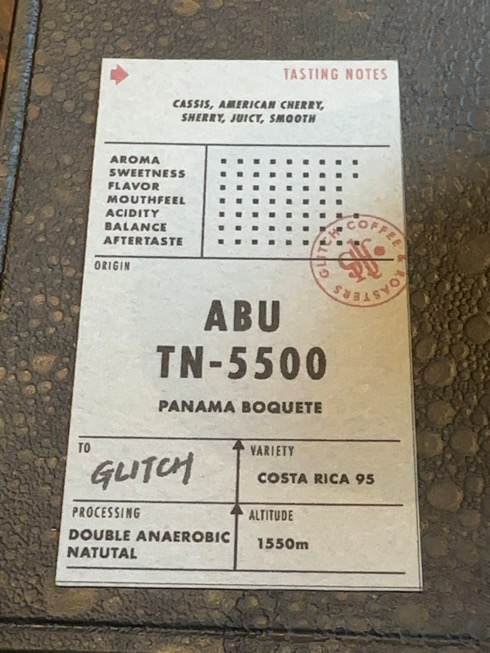 TASTING NOTES
CASSIS, AMERICAN CHERRY,
SHERRY, JUICY, SMOOTH
AROMA
SWEETNESS
FLAVOR
MOUTHFEEL
ACIDITY
BALANCE
AFTERTASTE
GLITCH COFFEE & ROASTERS
ORIGIN
ABU
TN-5500
PANAMA BOQUETE
TO
GLITCH
VARIETY
COSTA RICA 95
PROCESSING
DOUBLE ANAEROBIC
NATUTAL
ALTITUDE
1550m